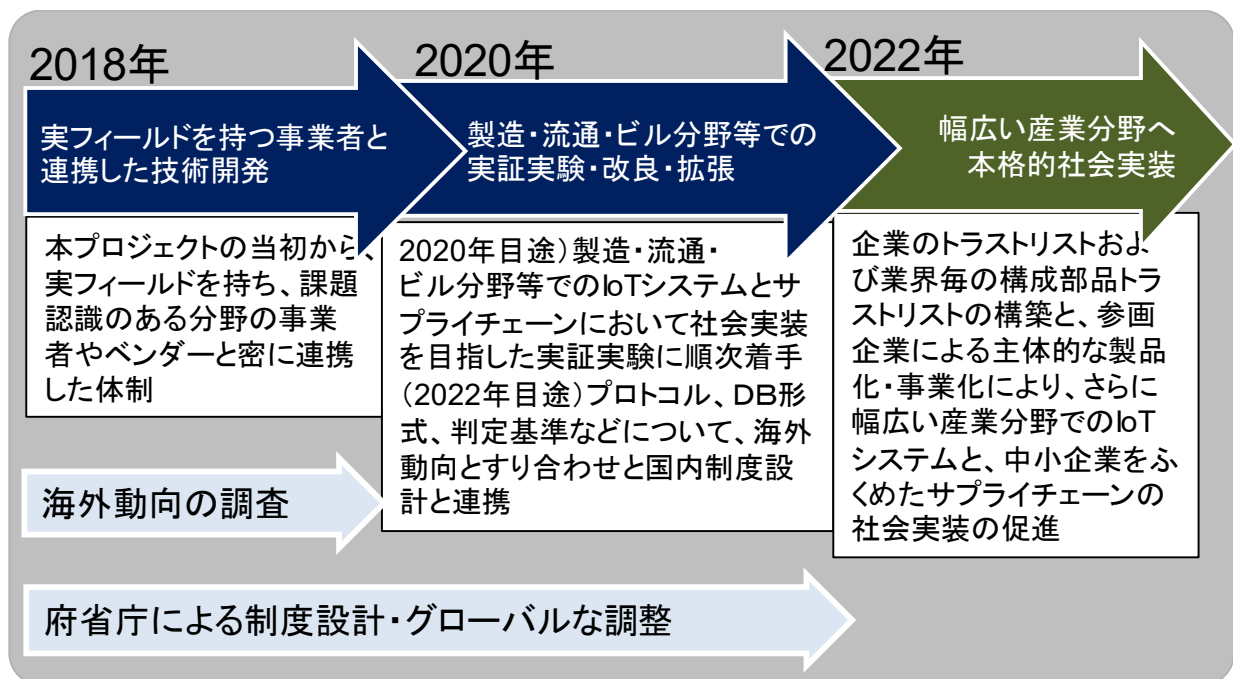 2018年
実フィールドを持つ事業者と
連携した技術開発
本プロジェクトの当初から、
実フィールドを持ち、課題
認識のある分野の事業
者やベンダーと密に連携
した体制
2020年
製造・流通・ビル分野等での
実証実験・改良・拡張
2020年目途）製造・流通・
ビル分野等でのIoTシステムとサ
プライチェーンにおいて社会実装
を目指した実証実験に順次着手
（2022年目途）プロトコル、DB形
式、判定基準などについて、海外
動向とすり合わせと国内制度設
計と連携
2022年
幅広い産業分野へ
本格的社会実装
企業のトラストリストおよ
び業界毎の構成部品トラ
ストリストの構築と、参画
企業による主体的な製品
化・事業化により、さらに
幅広い産業分野でのIoT
システムと、中小企業をふ
くめたサプライチェーンの
社会実装の促進
海外動向の調査
府省庁による制度設計・グローバルな調整